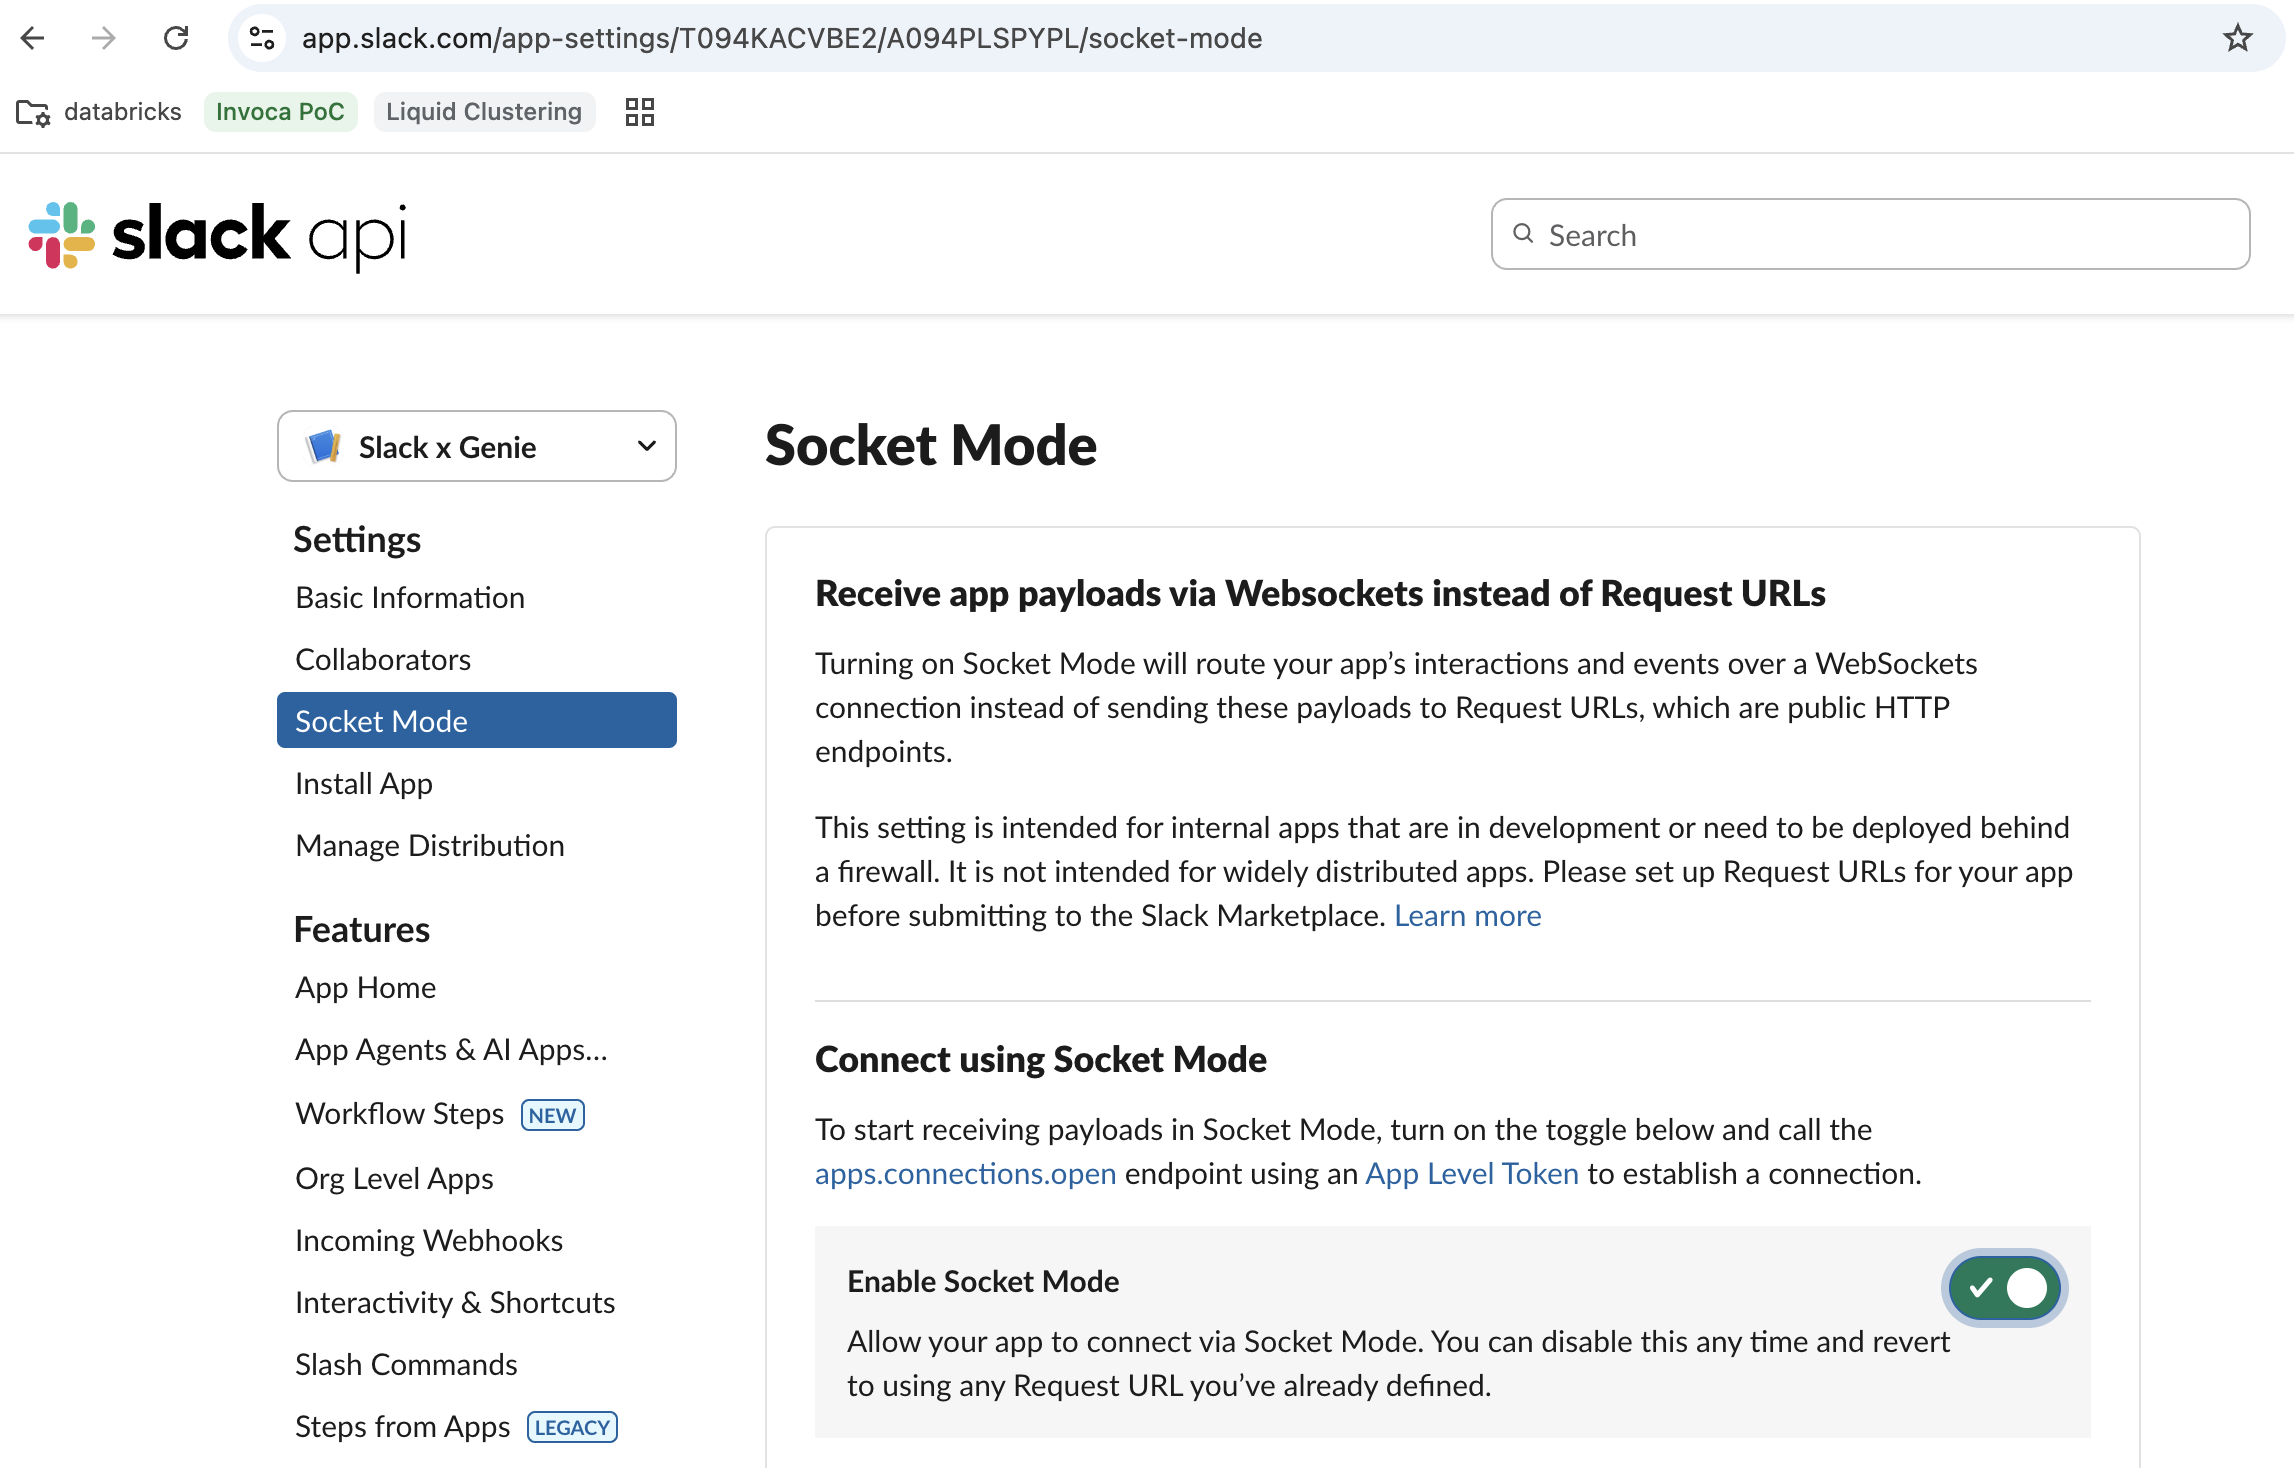 app.slack.com/app-settings/T094KACVBE2/A094PLSPYPL/socket-mode
databricks
Invoca PoC
Liquid Clustering
slack api
Search
Slack x Genie
Settings
Basic Information
Collaborators
Socket Mode
Install App
Manage Distribution
Features
App Home
App Agents & AI Apps...
Workflow Steps NEW
Org Level Apps
Incoming Webhooks
Interactivity & Shortcuts
Slash Commands
Steps from Apps LEGACY
Socket Mode
Receive app payloads via Websockets instead of Request URLs
Turning on Socket Mode will route your app’s interactions and events over a WebSockets
connection instead of sending these payloads to Request URLs, which are public HTTP
endpoints.
This setting is intended for internal apps that are in development or need to be deployed behind
a firewall. It is not intended for widely distributed apps. Please set up Request URLs for your app
before submitting to the Slack Marketplace. Learn more
Connect using Socket Mode
To start receiving payloads in Socket Mode, turn on the toggle below and call the
apps.connections.open endpoint using an App Level Token to establish a connection.
Enable Socket Mode
Allow your app to connect via Socket Mode. You can disable this any time and revert
to using any Request URL you’ve already defined.